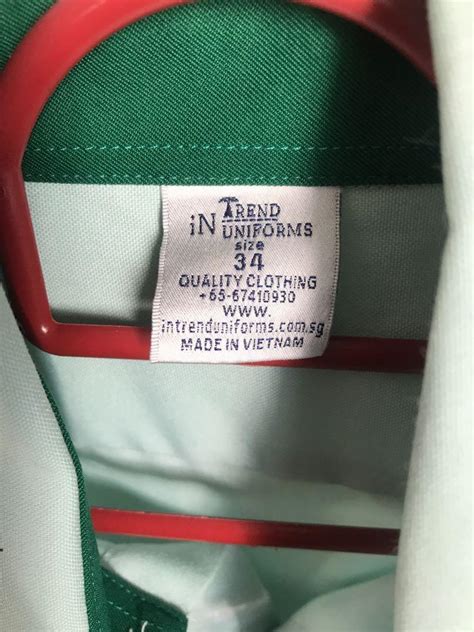 iN TREND
UNIFORMS
size
34
QUALITY CLOTHING
+65-67410930
WWW.
intrenduniforms.com.sg
MADE IN VIETNAM